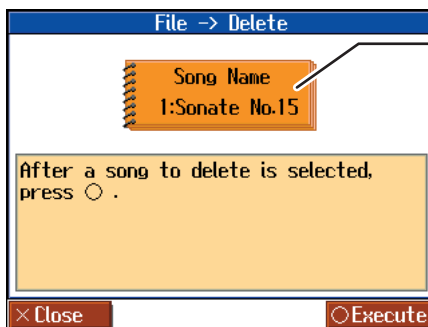 File -> Delete
Song Name
1:Sonate No.15
After a song to delete is selected,
press ○ .
×Close
○Execute